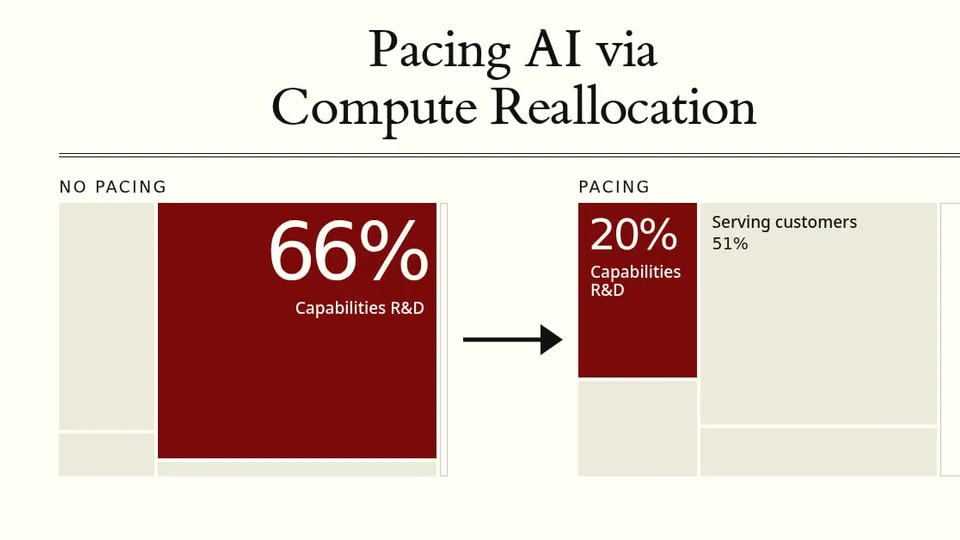 Pacing AI via
Compute Reallocation
NO PACING
66%
Capabilities R&D
PACING
20%
Capabilities
R&D
Serving customers
51%